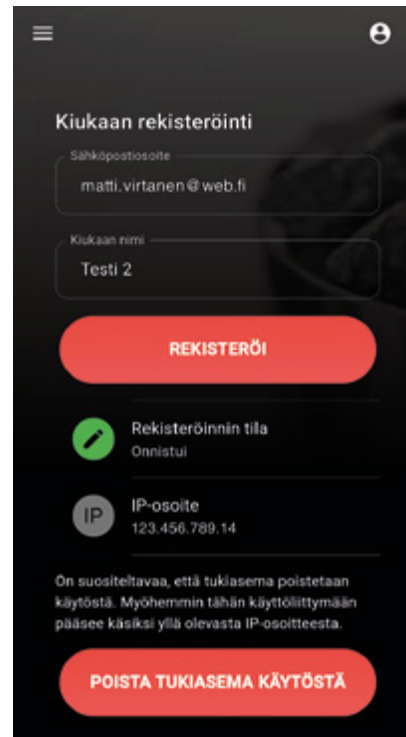 Kiukaan rekisteröinti
Sähköpostiosoite
matti.virtanen@web.fi
Kiukaan nimi
Testi 2
REKISTERÖI
Rekisteröinnin tila
Onnistui
IP
IP-osoite
123.456.789.14
On suositeltavaa, että tukiasema poistetaan
käytöstä. Myöhemmin tähän käyttöliittymään
pääsee käsiksi yllä olevasta IP-osoitteesta.
POISTA TUKIASEMA KÄYTÖSTÄ